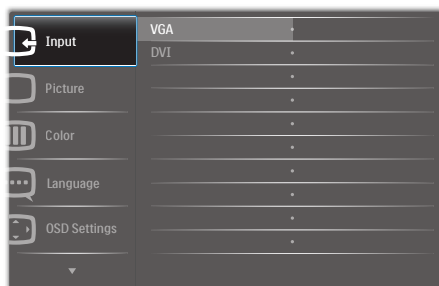 Input
VGA
DVI
Picture
Color
Language
OSD Settings